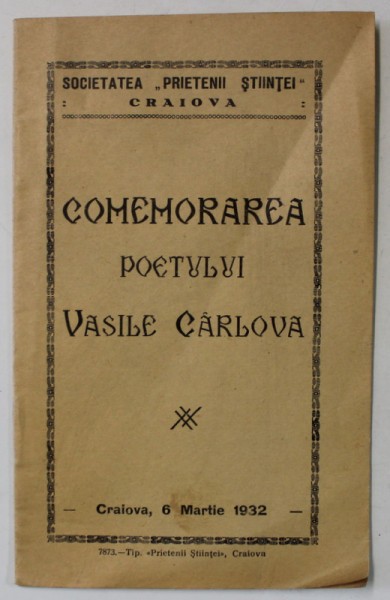 SOCIETATEA „PRIETENII ŞTIINŢEI“
: CRAIOVA :
COMEMORAREA
POETULUI
VASILE CÂRLOVA
— Craiova, 6 Martie 1932 —
7873.—Tip. «Prietenii Ştiinţei», Craiova